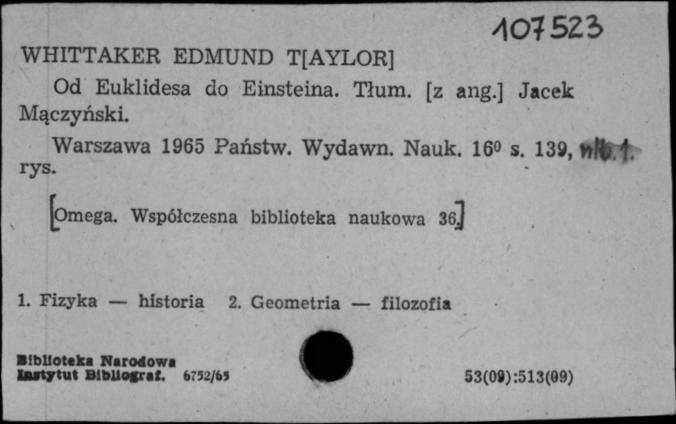 107523
WHITTAKER EDMUND T[AYLOR]
Od Euklidesa do Einsteina. Tłum. [z ang.] Jacek
Mączyński.
Warszawa 1965 Państw. Wydawn. Nauk. 16⁰ s. 139, nlb. 1.
rys.
[Omega. Współczesna biblioteka naukowa 36.]
1. Fizyka — historia 2. Geometria — filozofia
Biblioteka Narodowa
Instytut Bibliograf. 6752/65
53(09):513(09)